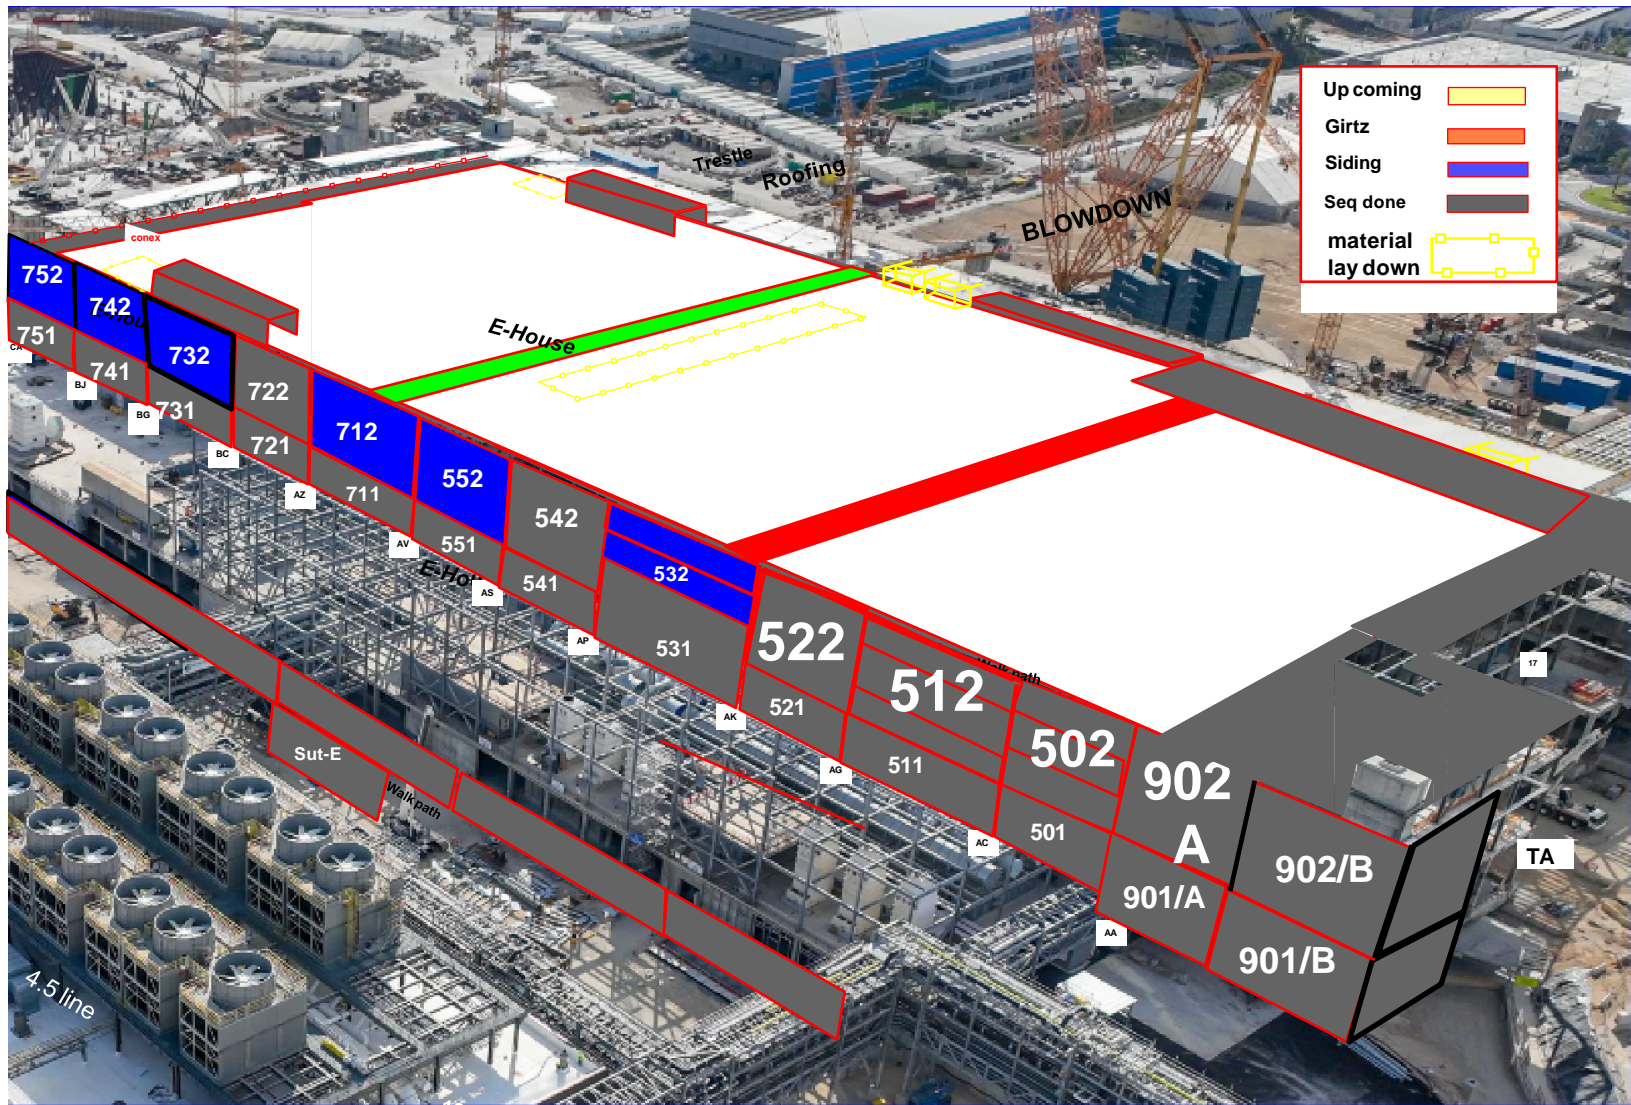 Up coming
Girtz
Siding
Seq done
material
lay down
Trestle
Roofing
BLOWDOWN
conex
E-House
752
742
732
722
712
552
542
532
522
512
502
902
A
902/B
751
741
731
721
711
551
541
531
521
511
501
901/A
901/B
CA
BJ
BG
BC
AZ
AV
AS
AP
AK
AG
AC
AA
17
TA
Sut-E
Walkpath
4.5 line